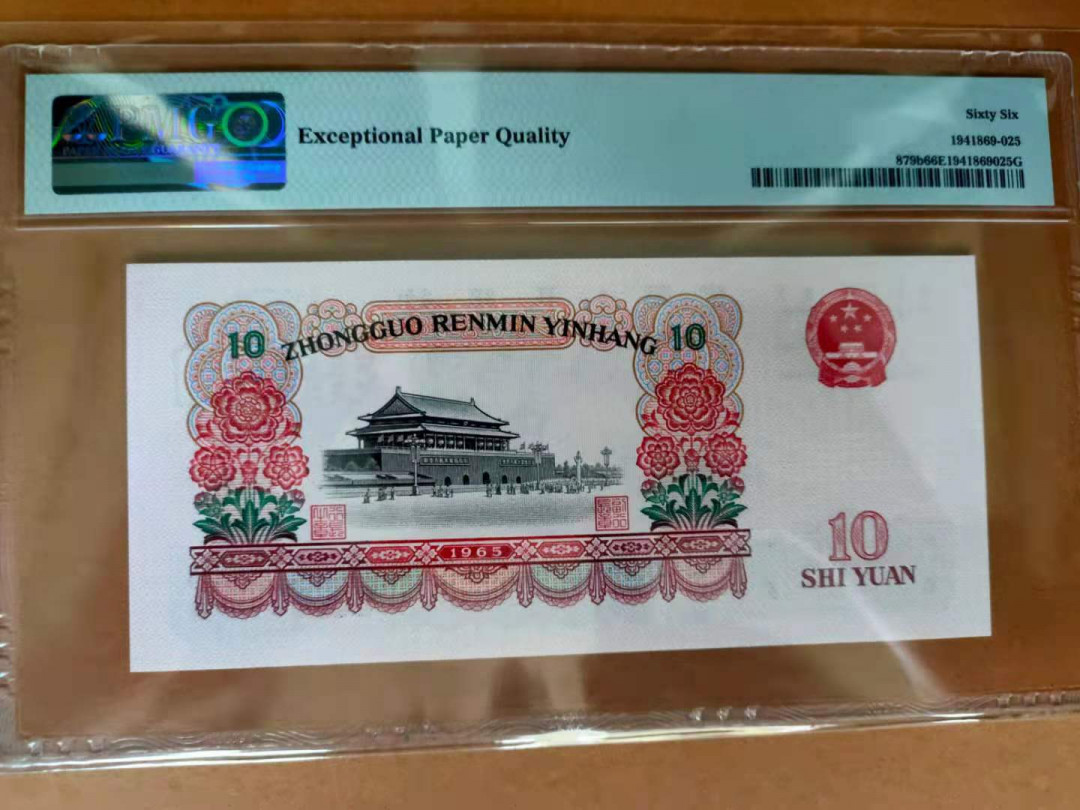 PMG
Exceptional Paper Quality
Sixty Six
1941869-025
879b66E1941869025G
10 ZHONGGUO RENMIN YINHANG 10
1965
10
SHI YUAN